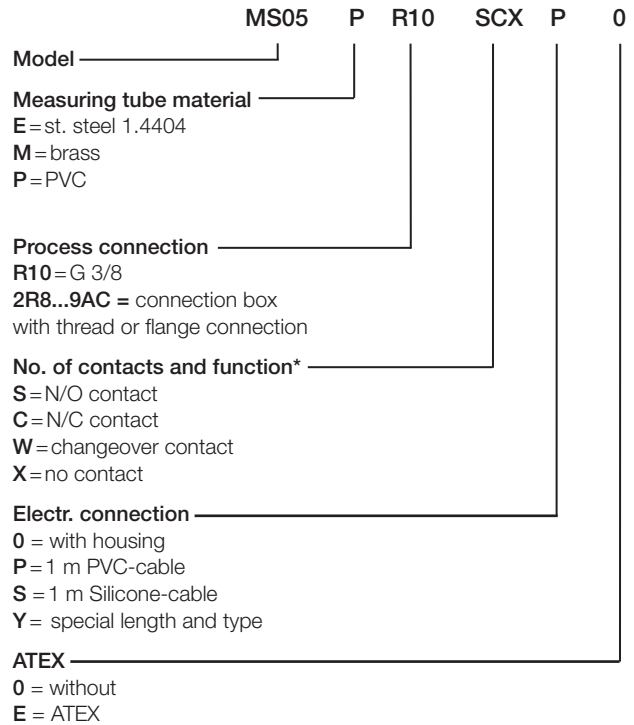 MS05 P R10 SCX P 0
Model
Measuring tube material
E = st. steel 1.4404
M = brass
P = PVC
Process connection
R10 = G 3/8
2R8...9AC = connection box
with thread or flange connection
No. of contacts and function*
S = N/O contact
C = N/C contact
W = changeover contact
X = no contact
Electr. connection
0 = with housing
P = 1 m PVC-cable
S = 1 m Silicone-cable
Y = special length and type
ATEX
0 = without
E = ATEX